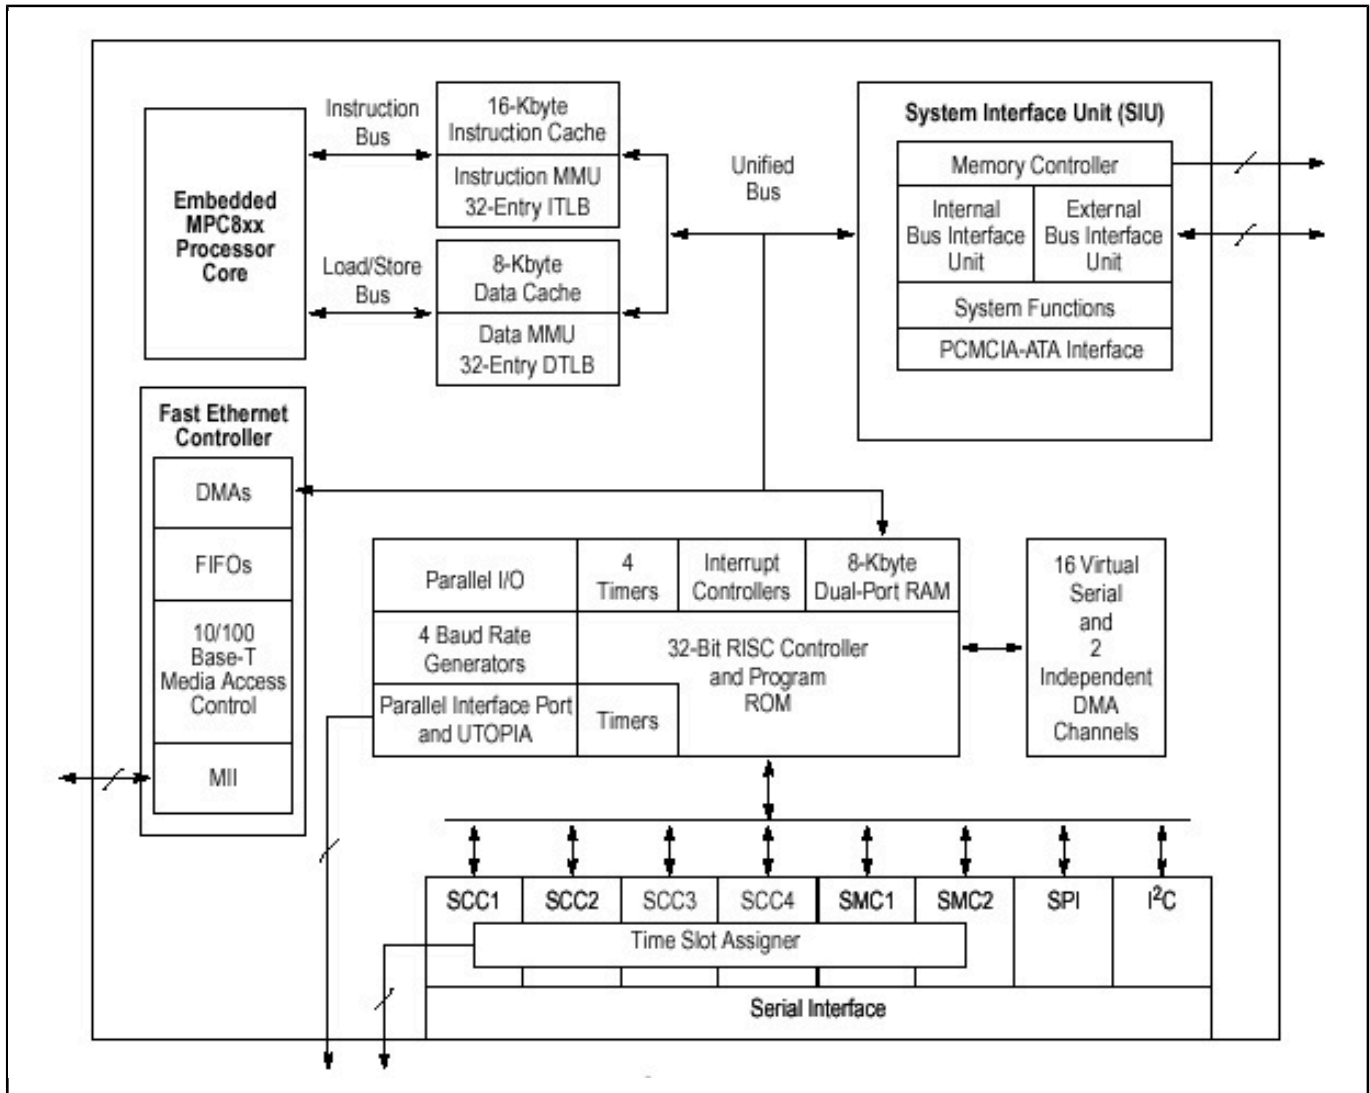 Embedded
MPC8xx
Processor
Core
Instruction
Bus
Load/Store
Bus
16-Kbyte
Instruction Cache
Instruction MMU
32-Entry ITLB
8-Kbyte
Data Cache
Data MMU
32-Entry DTLB
Unified
Bus
System Interface Unit (SIU)
Memory Controller
Internal
Bus Interface
Unit
External
Bus Interface
Unit
System Functions
PCMCIA-ATA Interface
Fast Ethernet
Controller
DMAs
FIFOs
10/100
Base-T
Media Access
Control
MII
Parallel I/O
4
Timers
Interrupt
Controllers
8-Kbyte
Dual-Port RAM
4 Baud Rate
Generators
32-Bit RISC Controller
and Program
ROM
Parallel Interface Port
and UTOPIA
Timers
16 Virtual
Serial
and
2
Independent
DMA
Channels
SCC1
SCC2
SCC3
SCC4
SMC1
SMC2
SPI
I²C
Time Slot Assigner
Serial Interface